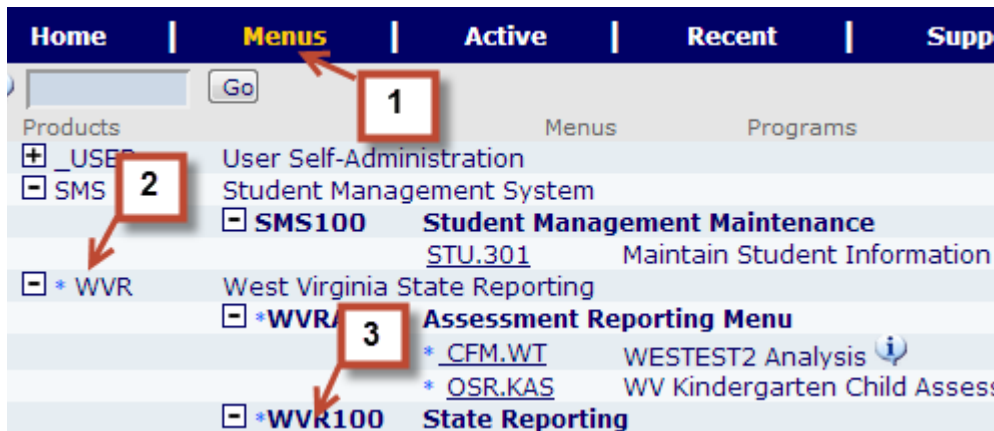 Home | Menus | Active | Recent | Supp
Go
1
Products Menus Programs
_USER User Self-Administration
2
SMS Student Management System
SMS100 Student Management Maintenance
STU.301 Maintain Student Information
* WVR West Virginia State Reporting
3
Assessment Reporting Menu
* CFM.WT WESTEST2 Analysis
* OSR.KAS WV Kindergarten Child Assess
*WVR100 State Reporting